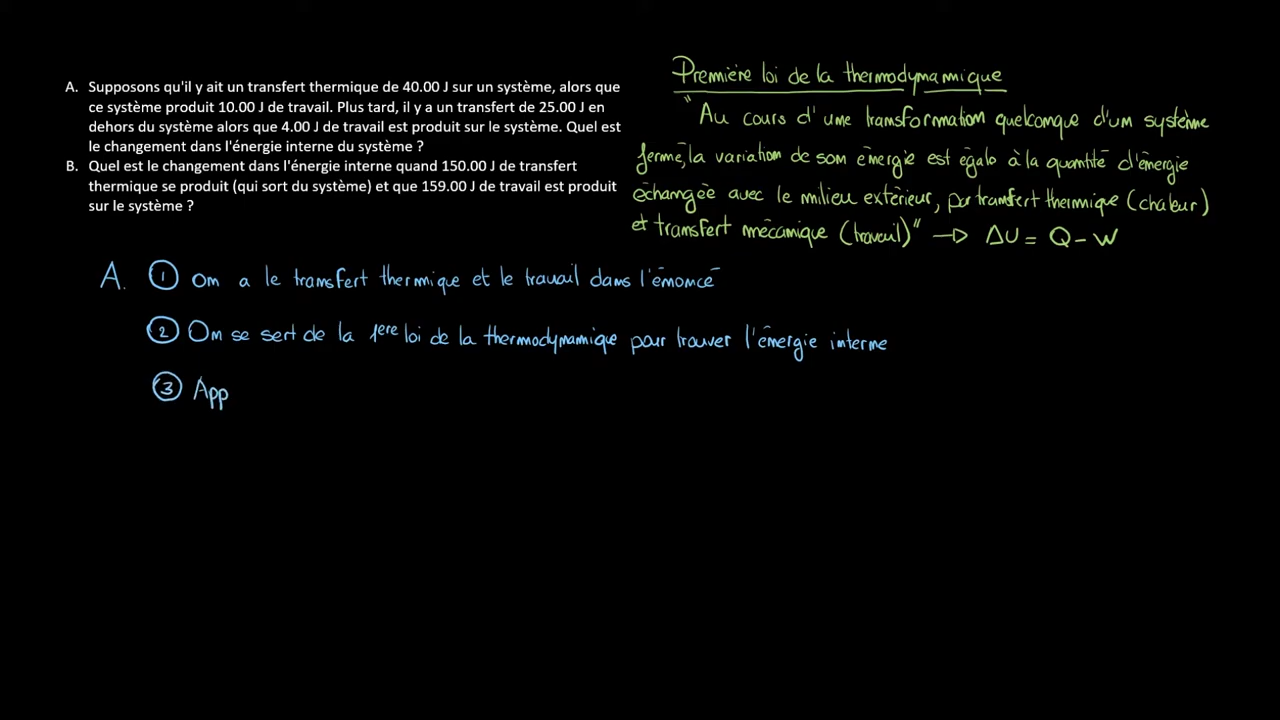 A. Supposons qu'il y ait un transfert thermique de 40.00 J sur un système, alors que
ce système produit 10.00 J de travail. Plus tard, il y a un transfert de 25.00 J en
dehors du système alors que 4.00 J de travail est produit sur le système. Quel est
le changement dans l'énergie interne du système ?
B. Quel est le changement dans l'énergie interne quand 150.00 J de transfert
thermique se produit (qui sort du système) et que 159.00 J de travail est produit
sur le système ?
Première loi de la thermodynamique
"Au cours d'une transformation quelconque d'un système
fermé, la variation de son énergie est égale à la quantité d'énergie
échangée avec le milieu extérieur, par transfert thermique (chaleur)
et transfert mécanique (travail)" → ΔU = Q - W
A. ① On a le transfert thermique et le travail dans l'énoncé
② On se sert de la 1ere loi de la thermodynamique pour trouver l'énergie interne
③ App